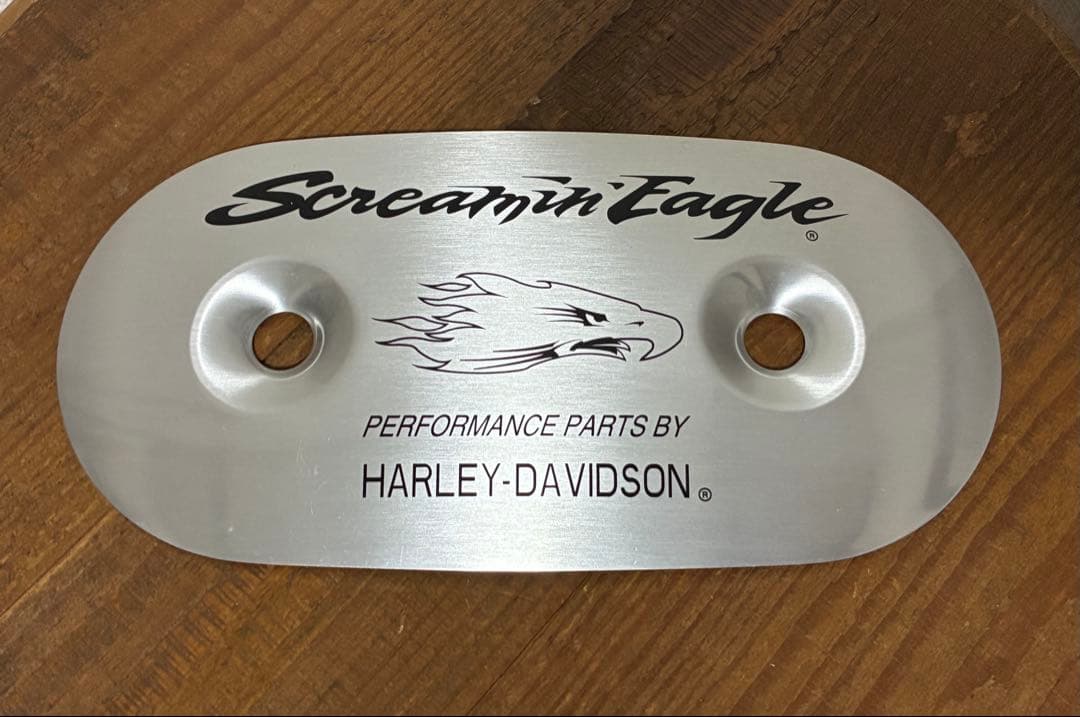 Screamin' Eagle®
PERFORMANCE PARTS BY
HARLEY-DAVIDSON®